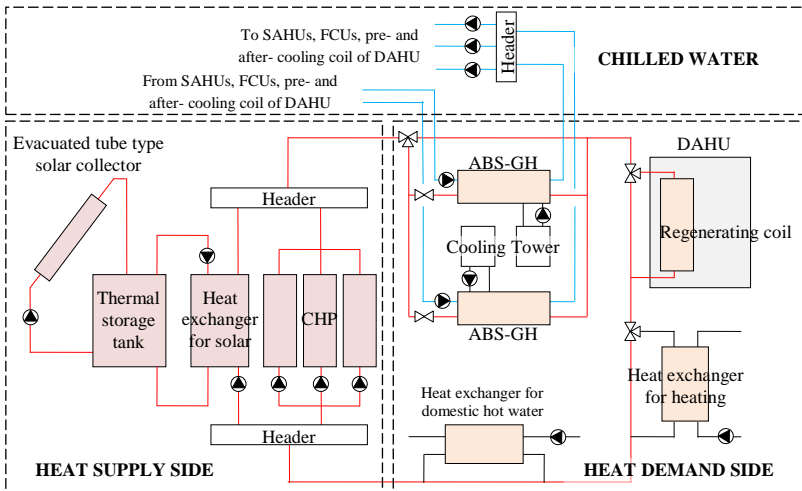 To SAHUs, FCUs, pre- and
after- cooling coil of DAHU
Header
CHILLED WATER
From SAHUs, FCUs, pre- and
after- cooling coil of DAHU
Evacuated tube type
solar collector
Header
Thermal
storage
tank
Heat
exchanger
for solar
CHP
Header
HEAT SUPPLY SIDE
ABS-GH
Cooling Tower
ABS-GH
DAHU
Regenerating coil
Heat exchanger
for heating
Heat exchanger for
domestic hot water
HEAT DEMAND SIDE